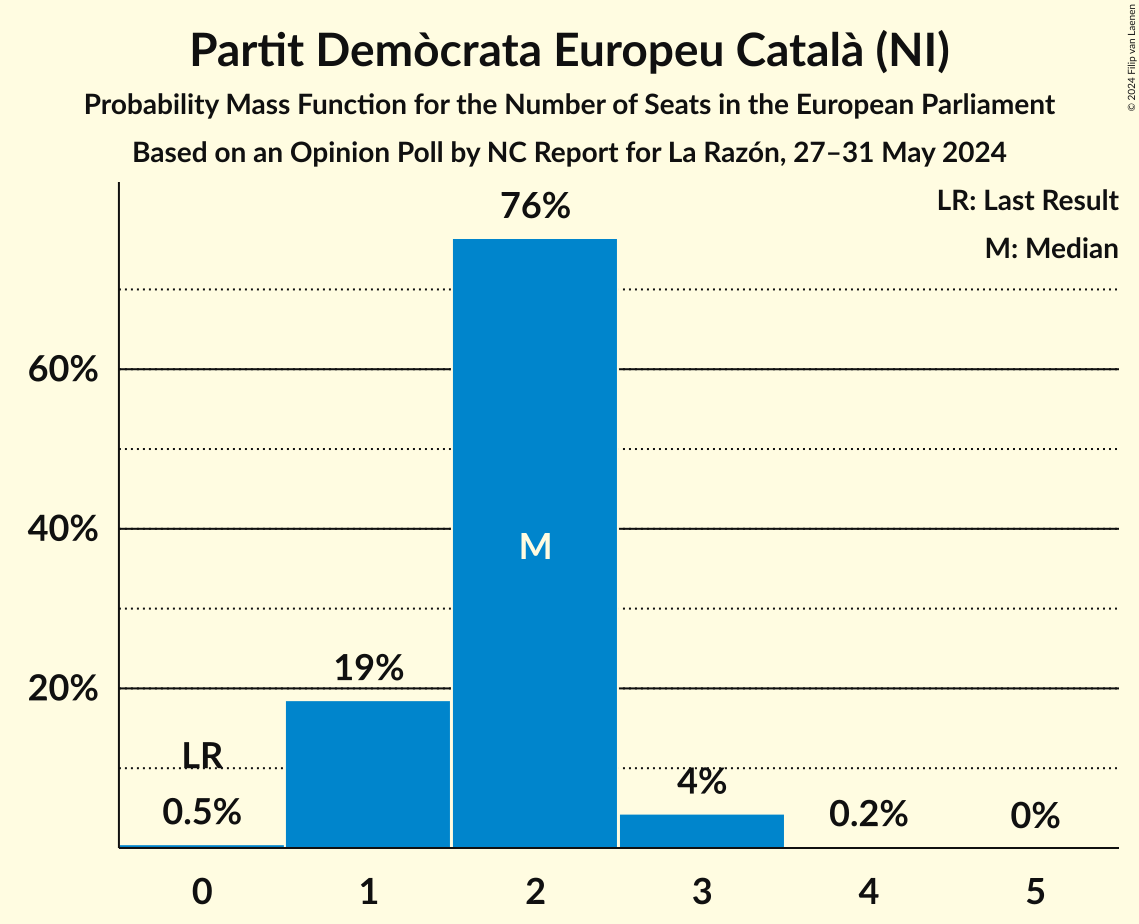 Partit Demòcrata Europeu Català (NI)
Probability Mass Function for the Number of Seats in the European Parliament
Based on an Opinion Poll by NC Report for La Razón, 27–31 May 2024
© 2024 Filip van Laenen
LR: Last Result
M: Median
76%
60%
40%
M
19%
20%
LR
4%
0.5%
0.2%
0%
0 1 2 3 4 5